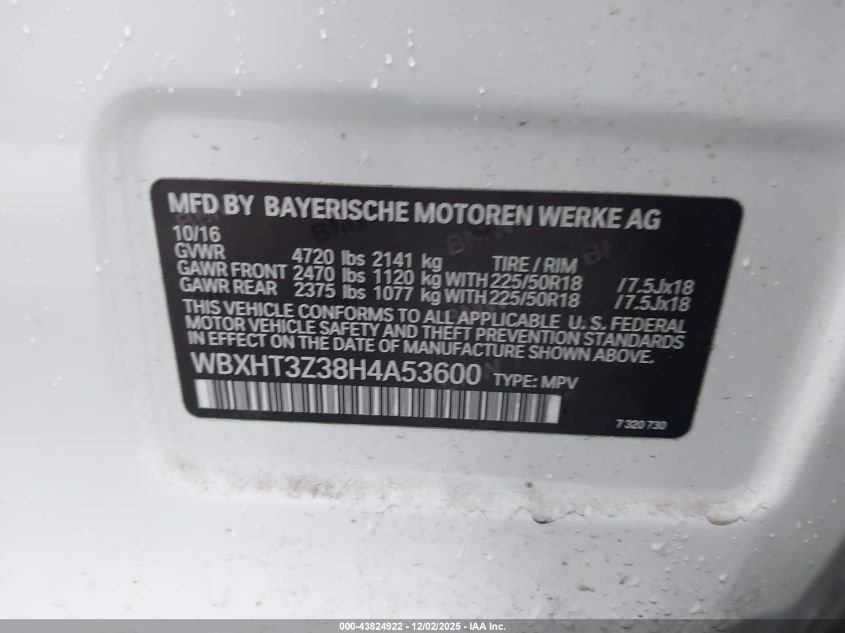 MFD BY BAYERISCHE MOTOREN WERKE AG
10/16
GVWR 4720 lbs 2141 kg TIRE / RIM
GAWR FRONT 2470 lbs 1120 kg WITH 225/50R18 /7.5Jx18
GAWR REAR 2375 lbs 1077 kg WITH 225/50R18 /7.5Jx18
THIS VEHICLE CONFORMS TO ALL APPLICABLE U. S. FEDERAL
MOTOR VEHICLE SAFETY AND THEFT PREVENTION STANDARDS
IN EFFECT ON THE DATE OF MANUFACTURE SHOWN ABOVE.
WBXHT3Z38H4A53600 TYPE: MPV
7 320 730
000-43824922 - 12/02/2025 - IAA Inc.